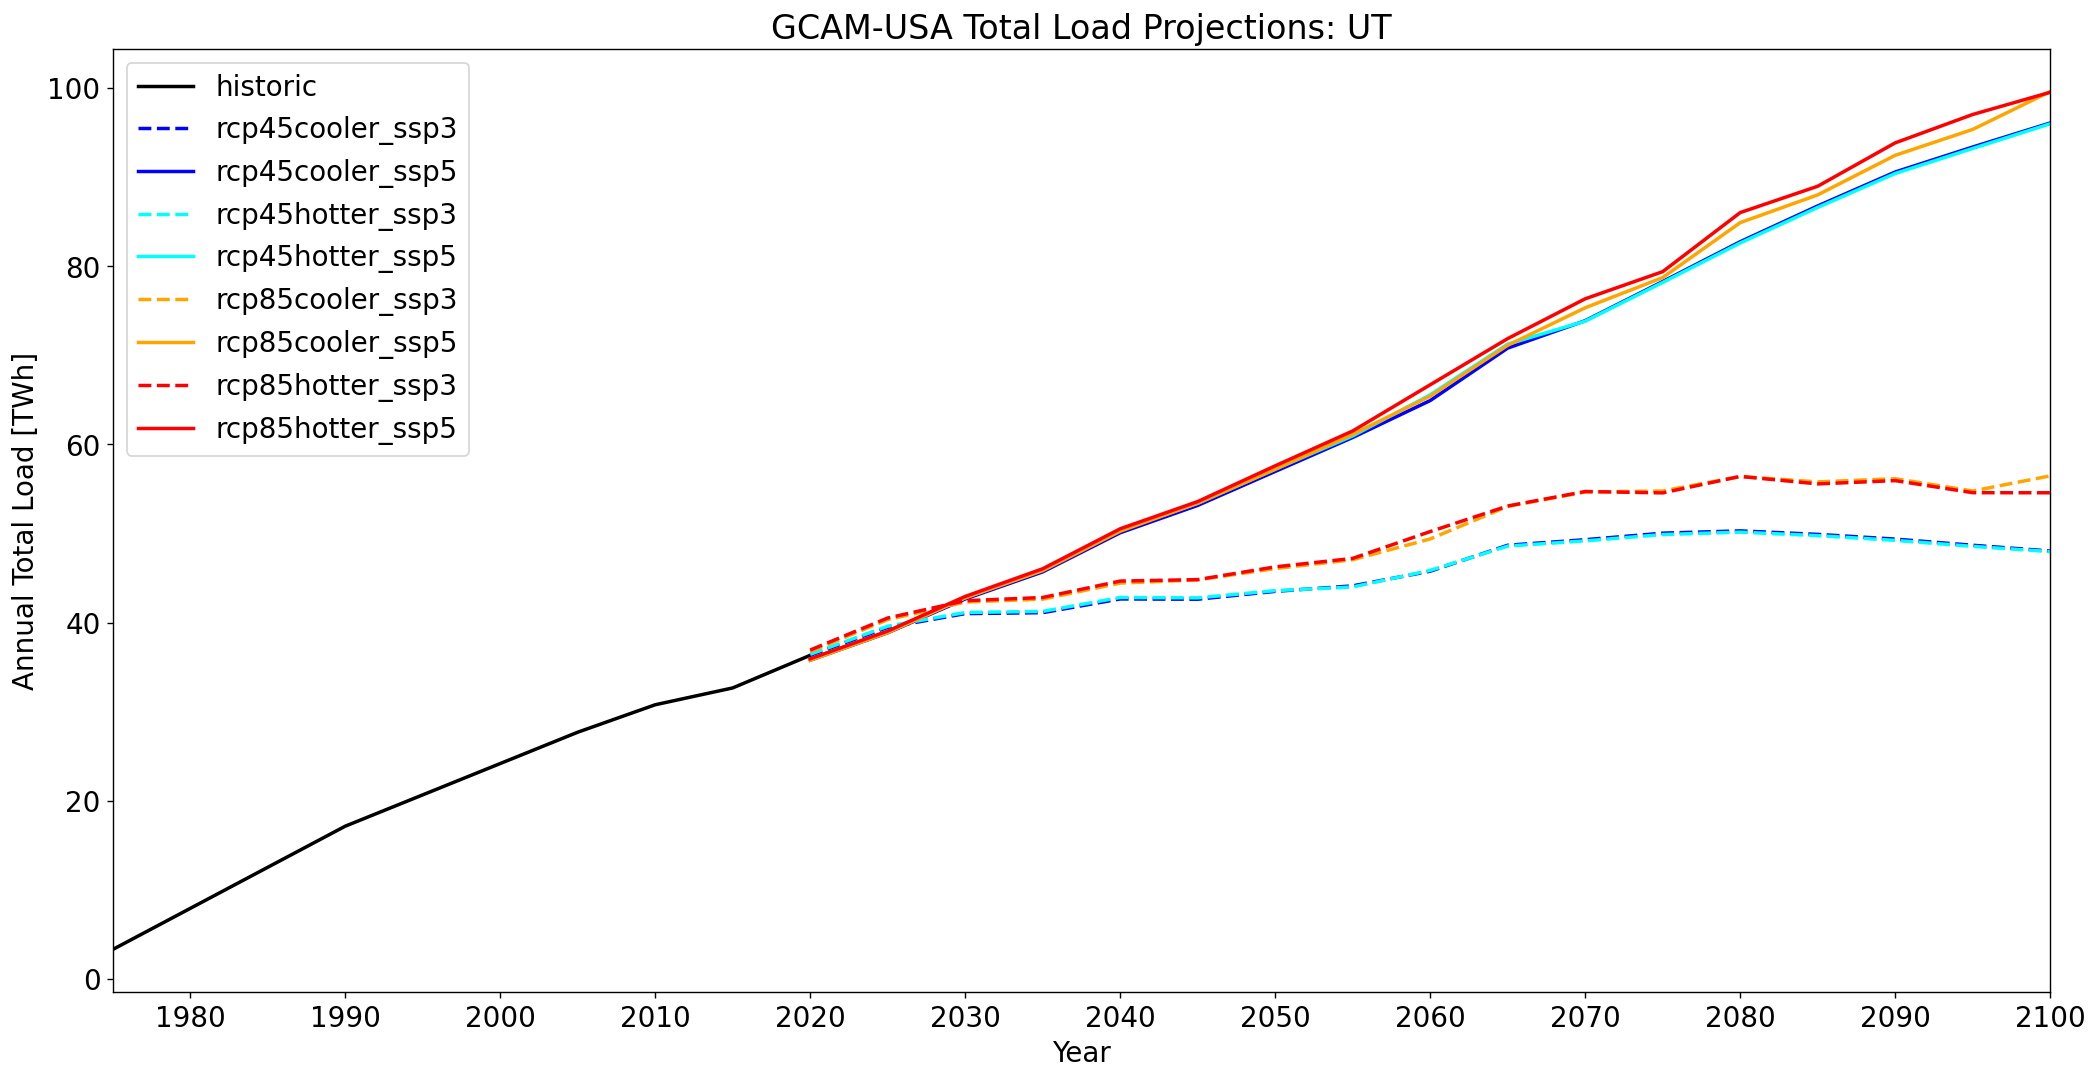 GCAM-USA Total Load Projections: UT
historic
rcp45cooler_ssp3
rcp45cooler_ssp5
rcp45hotter_ssp3
rcp45hotter_ssp5
rcp85cooler_ssp3
rcp85cooler_ssp5
rcp85hotter_ssp3
rcp85hotter_ssp5
Annual Total Load [TWh]
100
80
60
40
20
0
1980 1990 2000 2010 2020 2030 2040 2050 2060 2070 2080 2090 2100
Year